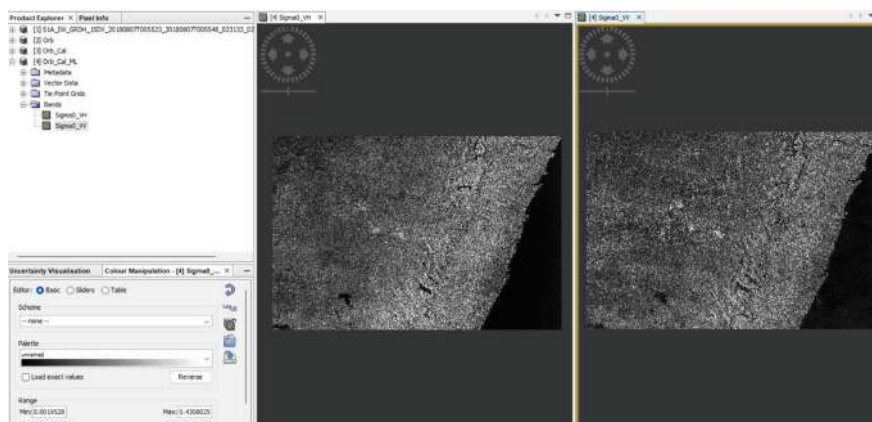 Product Explorer × Pixel Info
[4] Sigma0_VH ×
[4] Sigma0_VV ×
[2] Orb
[3] Orb_Cal
[4] Orb_Cal_ML
Metadata
Vector Data
Tie-Point Grids
Bands
Sigma0_VH
Sigma0_VV
Uncertainty Visualisation
Colour Manipulation - [4] Sigma0_... ×
Editor: Basic Sliders Table
Scheme
-- none --
Palette
unnamed
Load exact values
Reverse
Range
Min: 0.0019528
Max: 0.4308025